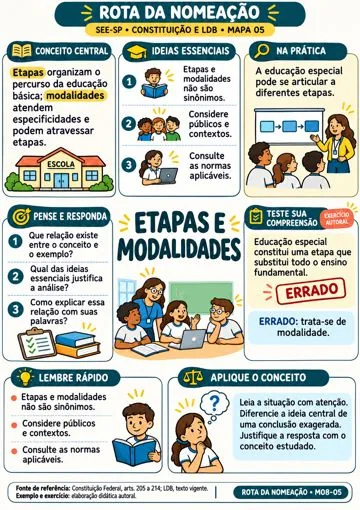 ROTA DA NOMEAÇÃO
SEE-SP • CONSTITUIÇÃO E LDB • MAPA 05
CONCEITO CENTRAL
Etapas organizam o
percurso da educação
básica; modalidades
atendem
especificidades e
podem atravessar
etapas.
ESCOLA
IDEIAS ESSENCIAIS
1
Etapas e
modalidades
não são
sinônimos.
2
Considere
públicos e
contextos.
3
Consulte
as normas
aplicáveis.
NA PRÁTICA
A educação especial
pode se articular a
diferentes etapas.
PENSE E RESPONDA
1
Que relação existe
entre o conceito e
o exemplo?
2
Qual das ideias
essenciais justifica
a análise?
3
Como explicar essa
relação com suas
palavras?
ETAPAS E
MODALIDADES
TESTE SUA
COMPREENSÃO
EXERCÍCIO
AUTORAL
Educação especial
constitui uma etapa que
substitui todo o ensino
fundamental.
ERRADO
ERRADO: trata-se de
modalidade.
LEMBRE RÁPIDO
Etapas e modalidades
não são sinônimos.
Considere públicos
e contextos.
Consulte as normas
aplicáveis.
APLIQUE O CONCEITO
?
Leia a situação com atenção.
Diferencie a ideia central de
uma conclusão exagerada.
Justifique a resposta com o
conceito estudado.
Fonte de referência: Constituição Federal, arts. 205 a 214; LDB, texto vigente.
Exemplo e exercício: elaboração didática autoral.
ROTA DA NOMEAÇÃO • M08-05